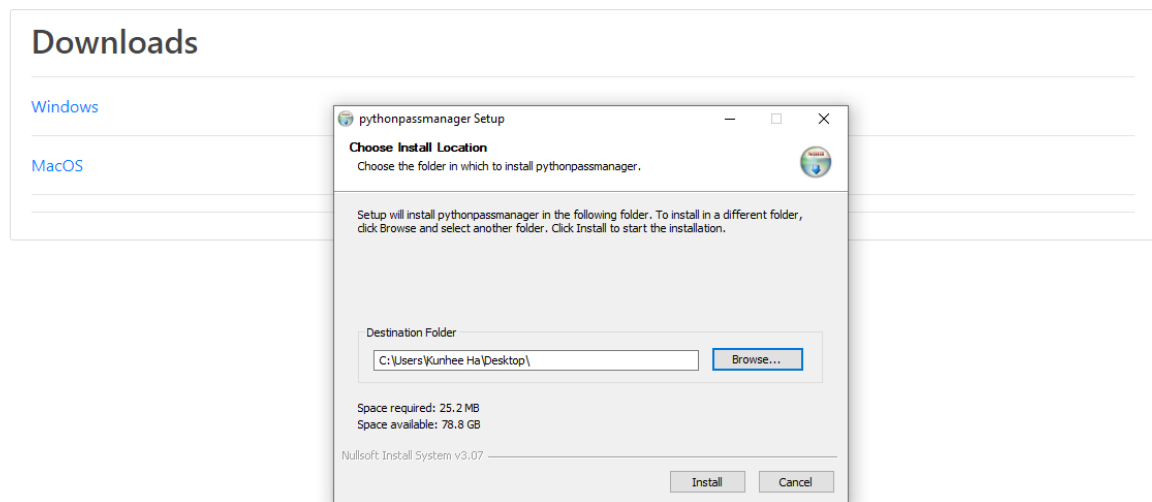 Downloads
Windows
MacOS
pythonpassmanager Setup
Choose Install Location
Choose the folder in which to install pythonpassmanager.
Setup will install pythonpassmanager in the following folder. To install in a different folder,
click Browse and select another folder. Click Install to start the installation.
Destination Folder
C:\Users\Kunhee Ha\Desktop\
Browse...
Space required: 25.2 MB
Space available: 78.8 GB
Nullsoft Install System v3.07
Install
Cancel